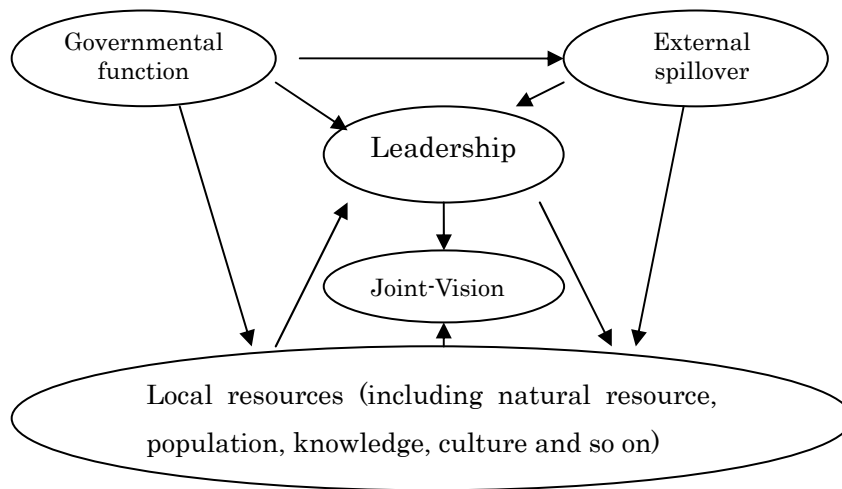 Governmental
function
External
spillover
Leadership
Joint-Vision
Local resources (including natural resource,
population, knowledge, culture and so on)